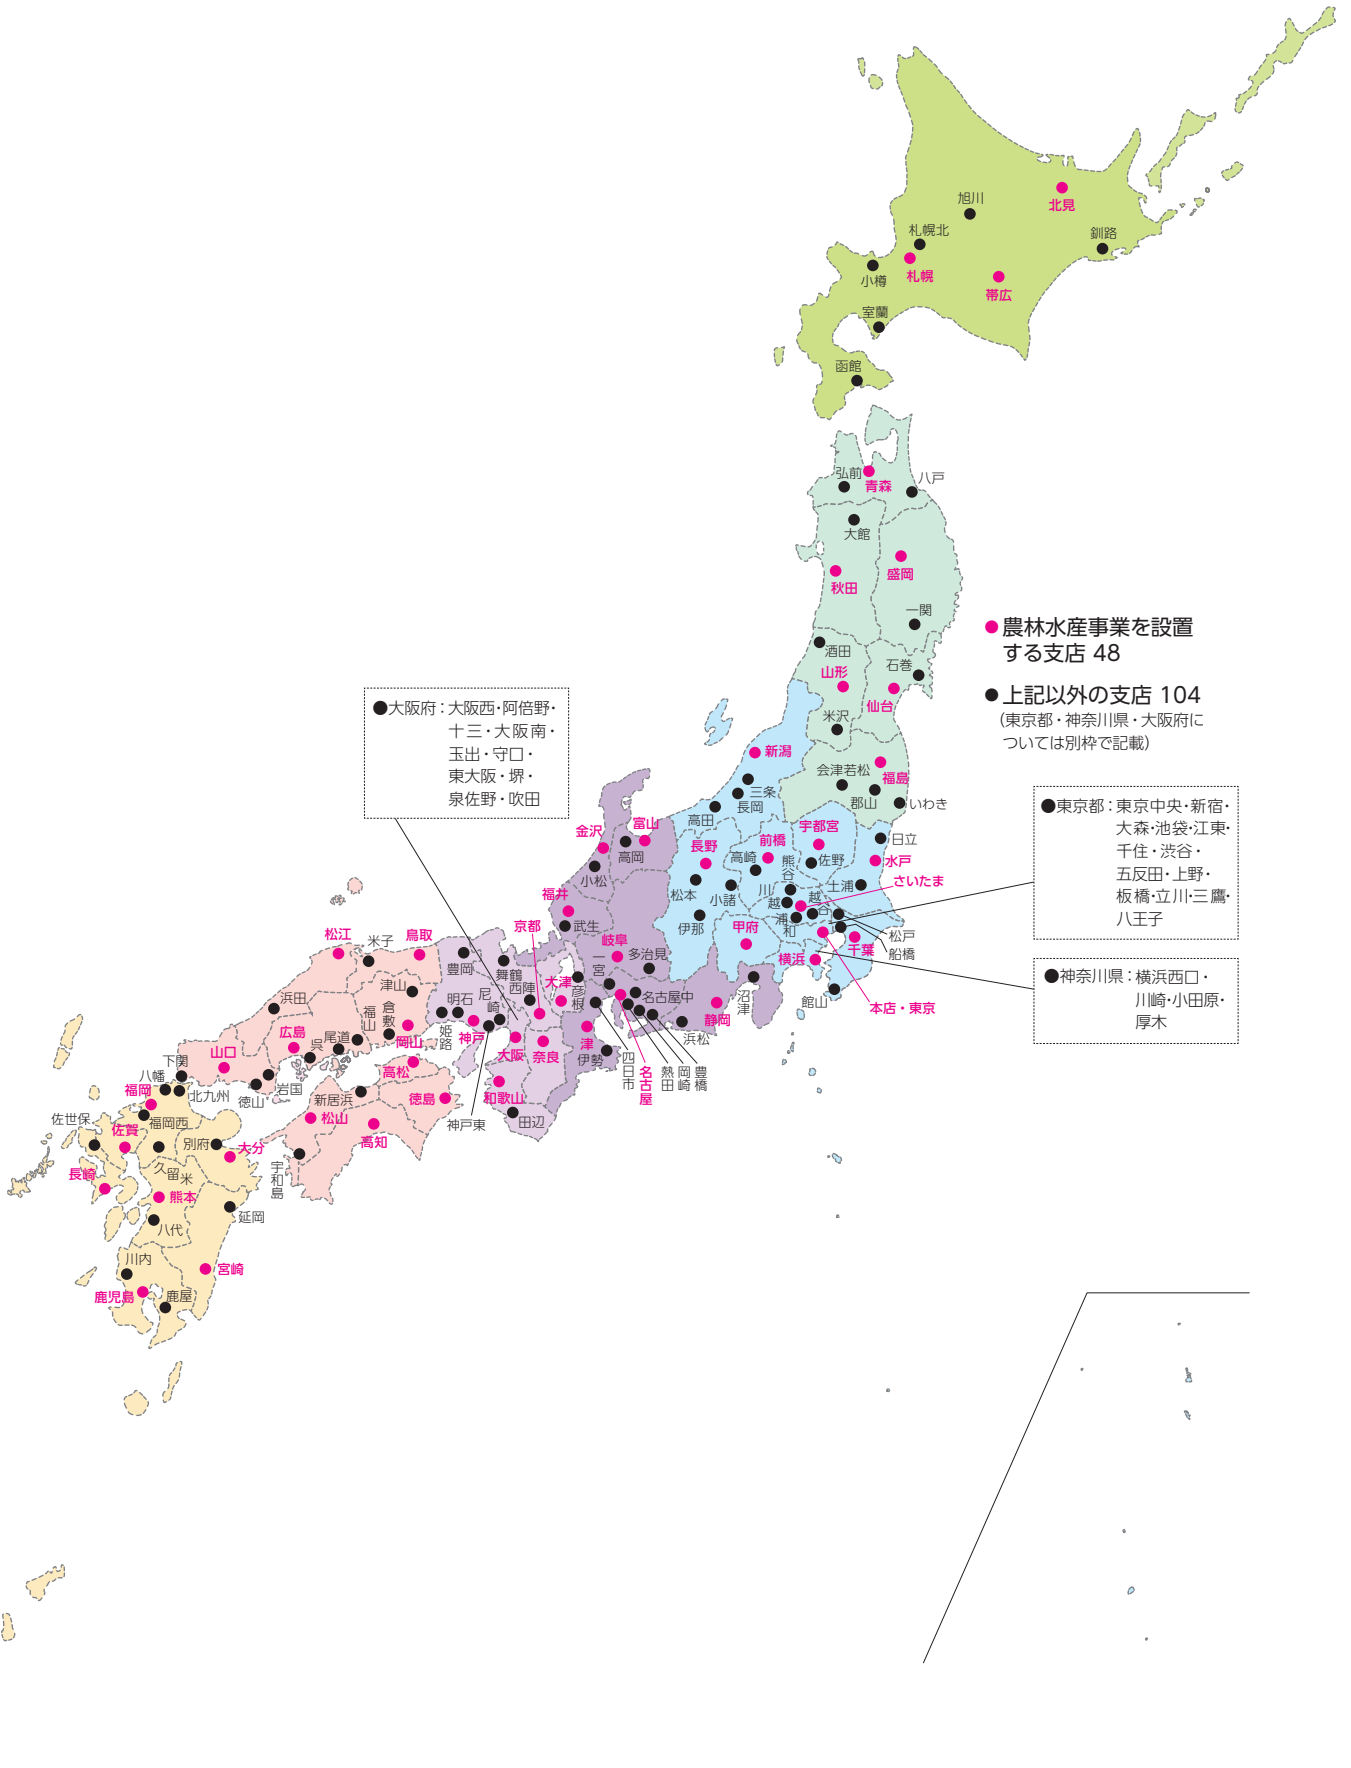 北見
旭川
札幌北
釧路
札幌
小樽
帯広
室蘭
函館
弘前
青森
八戸
大館
盛岡
秋田
一関
●農林水産事業を設置
する支店 48
酒田
石巻
山形
仙台
●上記以外の支店 104
(東京都・神奈川県・大阪府に
ついては別枠で記載)
米沢
新潟
会津若松
福島
三条
長岡
郡山
いわき
高田
●大阪府：大阪西・阿倍野・
十三・大阪南・
玉出・守口・
東大阪・堺・
泉佐野・吹田
●東京都：東京中央・新宿・
大森・池袋・江東・
千住・渋谷・
五反田・上野・
板橋・立川・三鷹・
八王子
金沢
富山
高岡
小松
長野
前橋
宇都宮
日立
高崎
熊谷
佐野
水戸
松本
小諸
川越
越谷
土浦
さいたま
福井
武生
伊那
浦和
甲府
京都
岐阜
多治見
横浜
千葉
松戸
船橋
●神奈川県：横浜西口・
川崎・小田原・
厚木
館山
本店・東京
松江
米子
鳥取
豊岡
舞鶴
西陣
大津
彦根
一宮
名古屋中
静岡
沼津
浜松
浜田
津山
明石
尼崎
倉敷
福山
姫路
神戸
大阪
奈良
津
伊勢
四日市
名古屋
熱田
岡崎
豊橋
広島
呉
尾道
岡山
山口
下関
高松
和歌山
八幡
福岡
北九州
徳山
岩国
新居浜
徳島
神戸東
田辺
佐世保
福岡西
松山
佐賀
別府
大分
高知
長崎
久留米
宇和島
熊本
延岡
八代
川内
宮崎
鹿児島
鹿屋